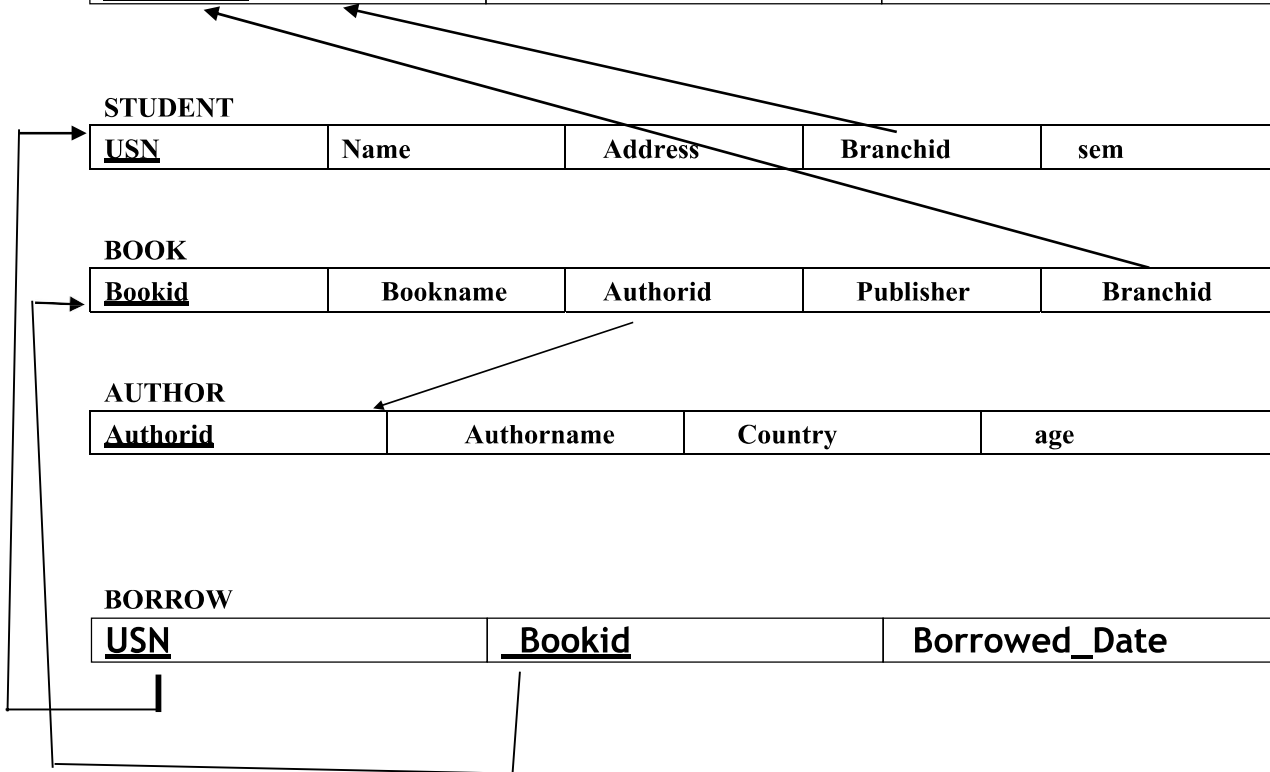 STUDENT
USN Name Address Branchid sem
BOOK
Bookid Bookname Authorid Publisher Branchid
AUTHOR
Authorid Authorname Country age
BORROW
USN Bookid Borrowed_Date